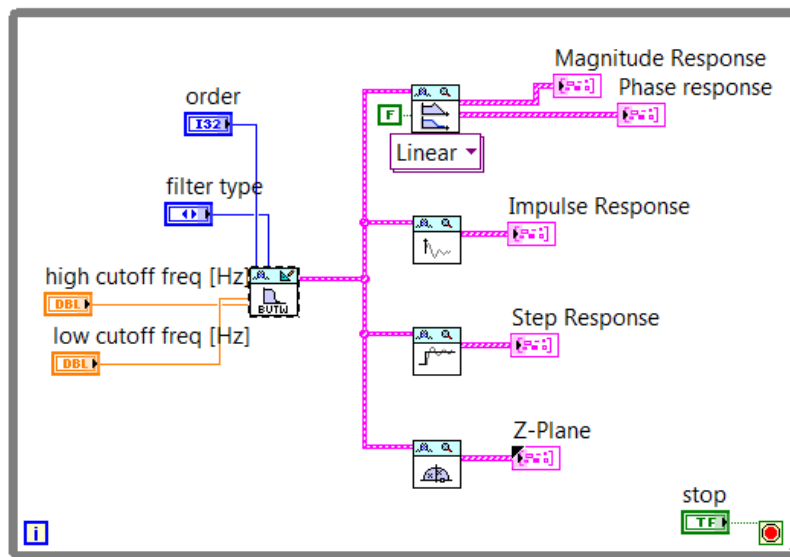 Magnitude Response
Phase response
order
I32
F
Linear
filter type
Impulse Response
high cutoff freq [Hz]
DBL
BUTW
low cutoff freq [Hz]
DBL
Step Response
Z-Plane
stop
TF
i